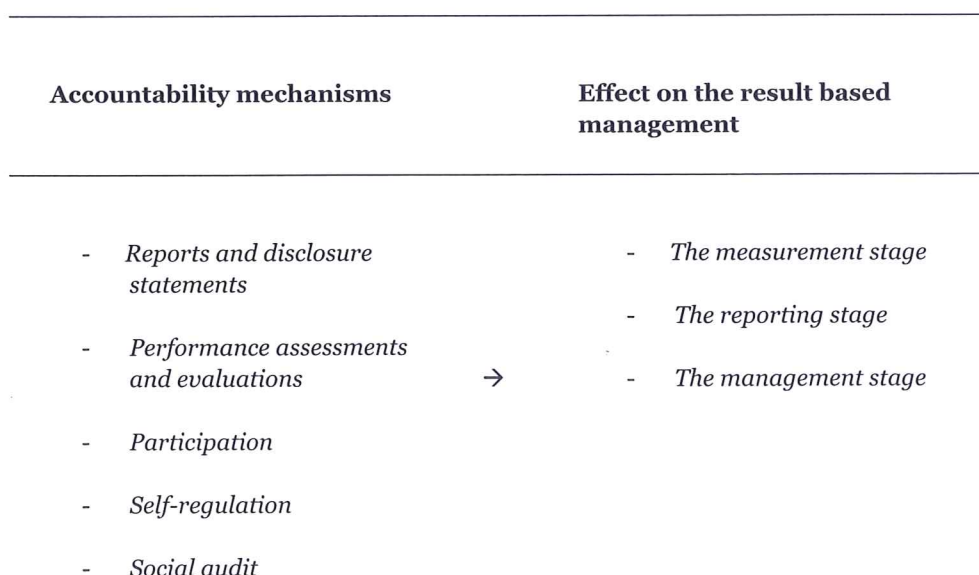 Accountability mechanisms
Effect on the result based
management
- Reports and disclosure
statements
- Performance assessments
and evaluations
- Participation
- Self-regulation
- Social audit
→
- The measurement stage
- The reporting stage
- The management stage